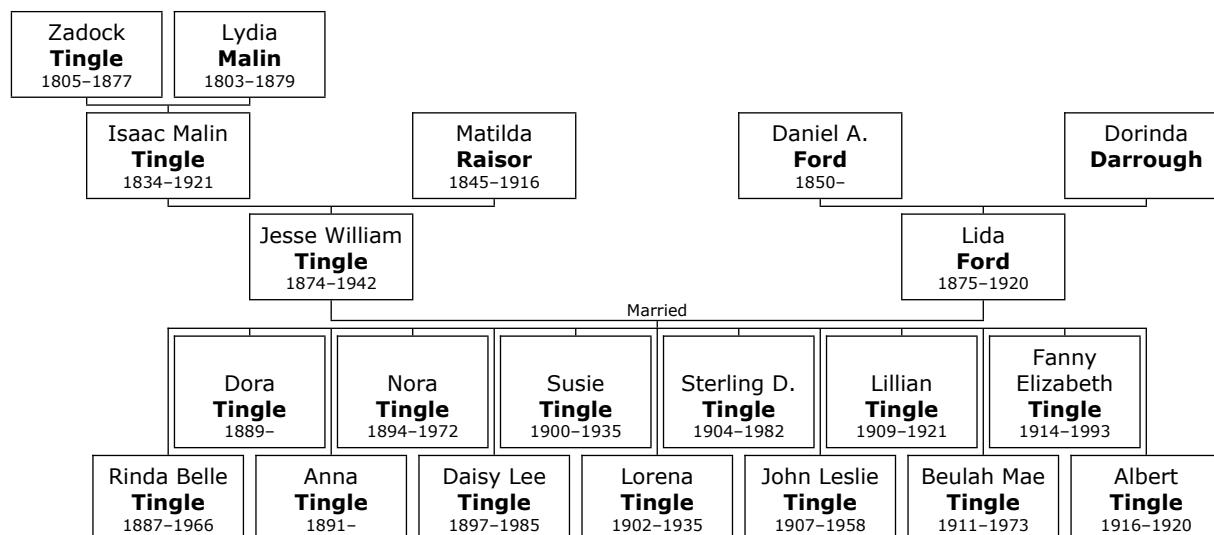 Zadock
Tingle
1805–1877
Lydia
Malin
1803–1879
Isaac Malin
Tingle
1834–1921
Matilda
Raisor
1845–1916
Daniel A.
Ford
1850–
Dorinda
Darrough
Jesse William
Tingle
1874–1942
Lida
Ford
1875–1920
Married
Dora
Tingle
1889–
Nora
Tingle
1894–1972
Susie
Tingle
1900–1935
Sterling D.
Tingle
1904–1982
Lillian
Tingle
1909–1921
Fanny
Elizabeth
Tingle
1914–1993
Rinda Belle
Tingle
1887–1966
Anna
Tingle
1891–
Daisy Lee
Tingle
1897–1985
Lorena
Tingle
1902–1935
John Leslie
Tingle
1907–1958
Beulah Mae
Tingle
1911–1973
Albert
Tingle
1916–1920